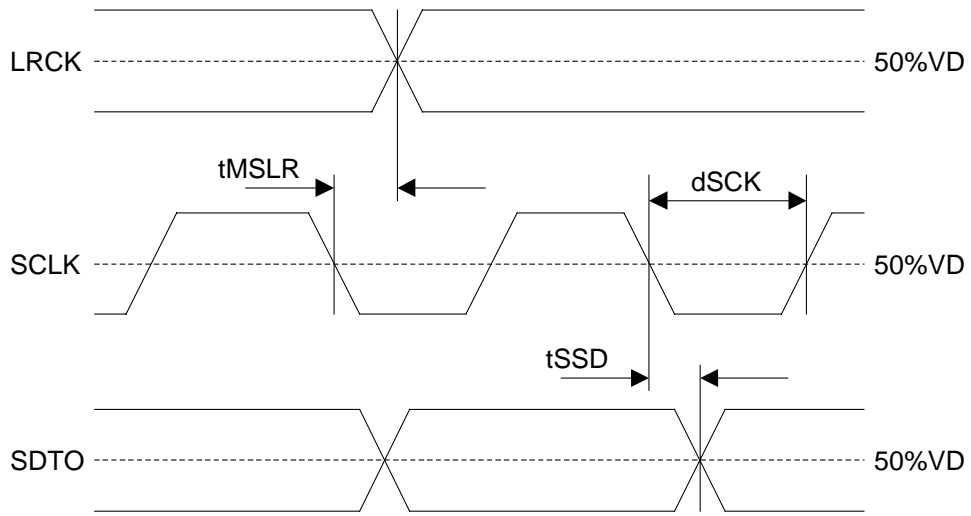 LRCK 50%VD
tMSLR dSCK
SCLK 50%VD
tSSD
SDTO 50%VD